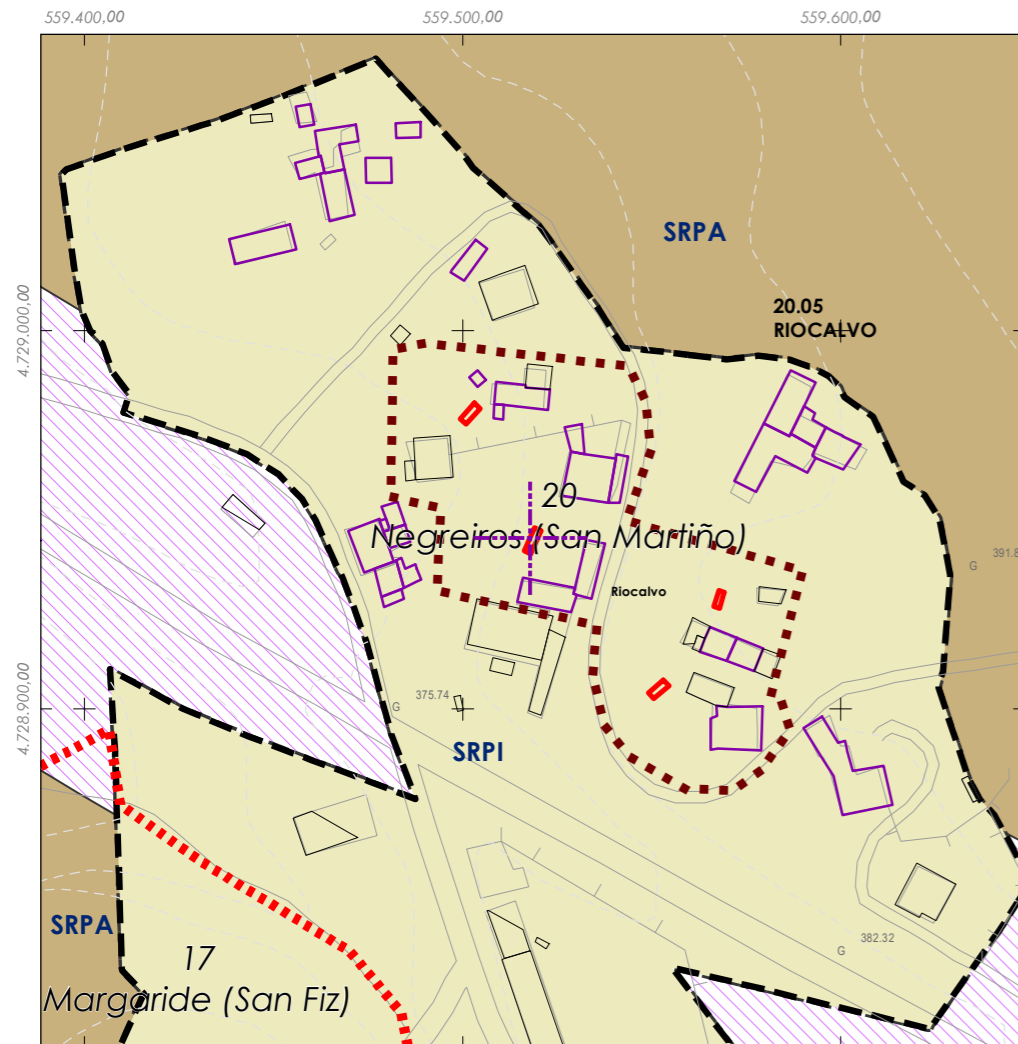 559.400,00
559.500,00
559.600,00
4.729.000,00
4.728.900,00
SRPA
20.05
RIOCALVO
20
Negreiros (San Martiño)
Riocalvo
391.8
G
375.74
G
SRPI
SRPA
382.32
G
17
Margaride (San Fiz)